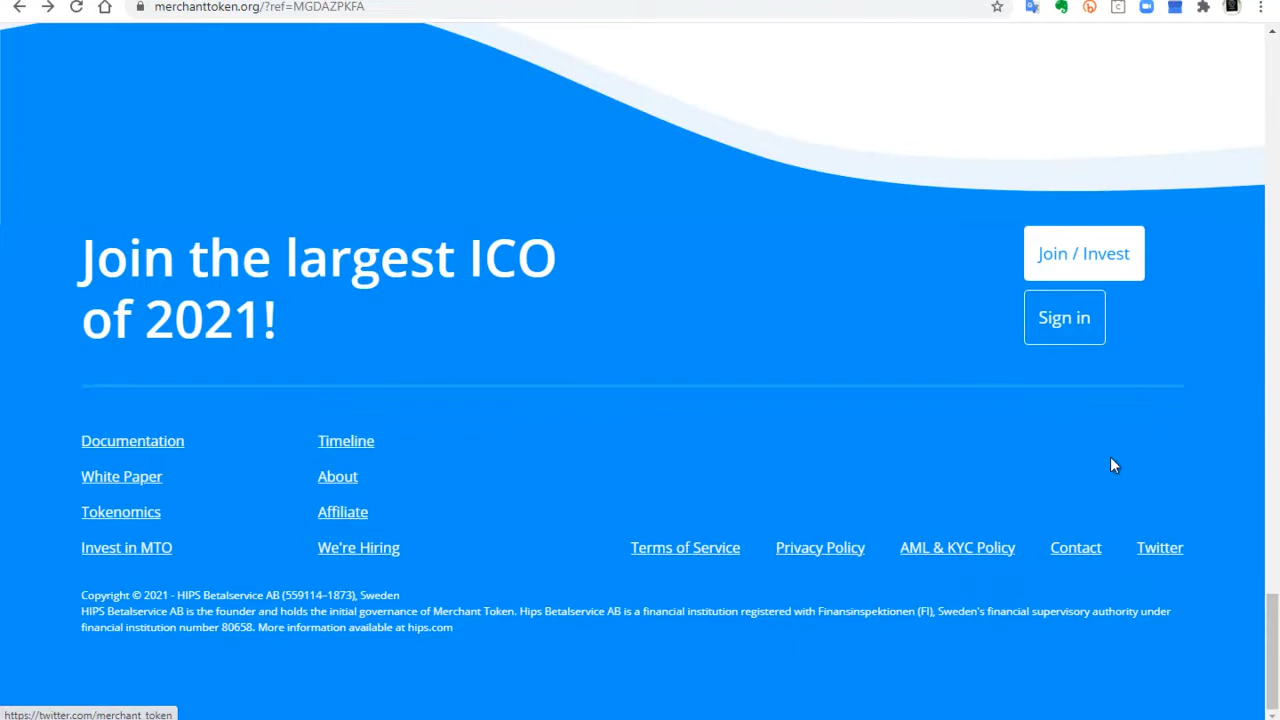 merchanttoken.org/?ref=MGDAZPKFA
Join the largest ICO
of 2021!
Join / Invest
Sign in
Documentation
Timeline
White Paper
About
Tokenomics
Affiliate
Invest in MTO
We're Hiring
Terms of Service
Privacy Policy
AML & KYC Policy
Contact
Twitter
Copyright © 2021 - HIPS Betalservice AB (559114–1873), Sweden
HIPS Betalservice AB is the founder and holds the initial governance of Merchant Token. Hips Betalservice AB is a financial institution registered with Finansinspektionen (FI), Sweden's financial supervisory authority under
financial institution number 80658. More information available at hips.com
https://twitter.com/merchant_token